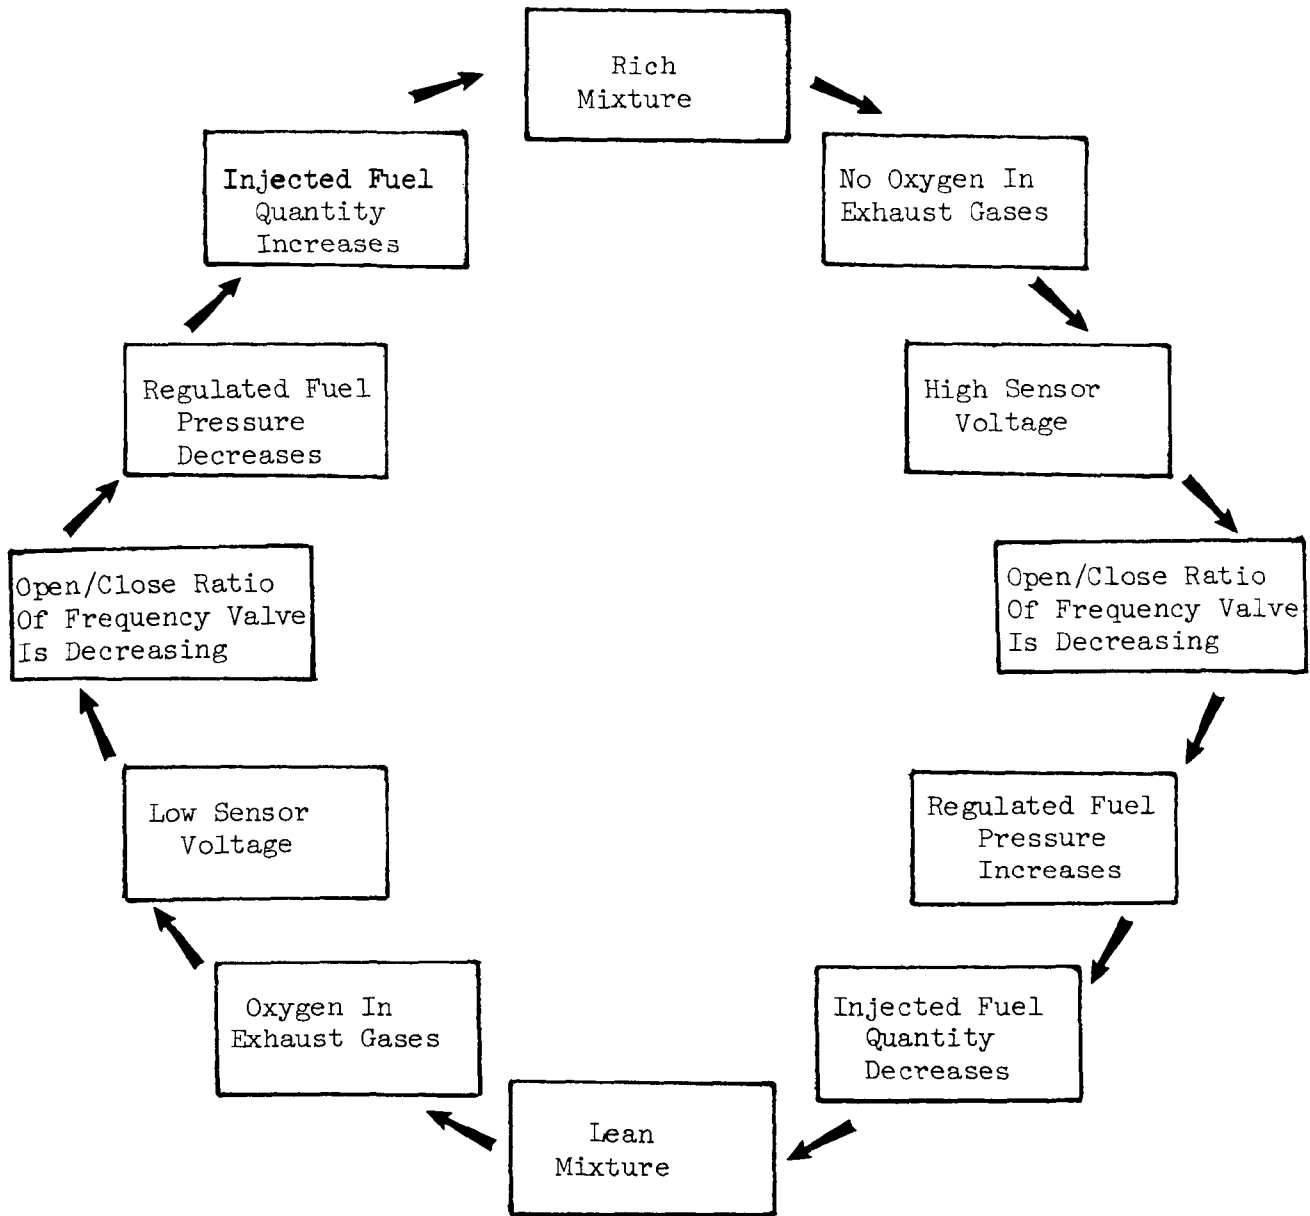 Rich
Mixture
No Oxygen In
Exhaust Gases
High Sensor
Voltage
Open/Close Ratio
Of Frequency Valve
Is Decreasing
Regulated Fuel
Pressure
Increases
Injected Fuel
Quantity
Decreases
Lean
Mixture
Oxygen In
Exhaust Gases
Low Sensor
Voltage
Open/Close Ratio
Of Frequency Valve
Is Decreasing
Regulated Fuel
Pressure
Decreases
Injected Fuel
Quantity
Increases